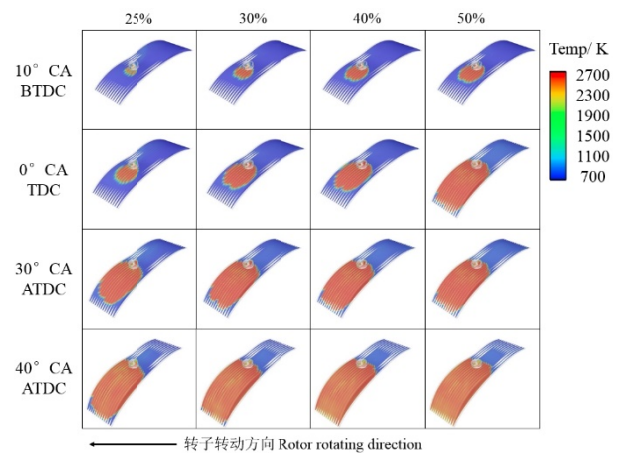 25% 30% 40% 50%
Temp/ K
10° CA
BTDC
2700
2300
1900
1500
1100
700
0° CA
TDC
30° CA
ATDC
40° CA
ATDC
转子转动方向 Rotor rotating direction